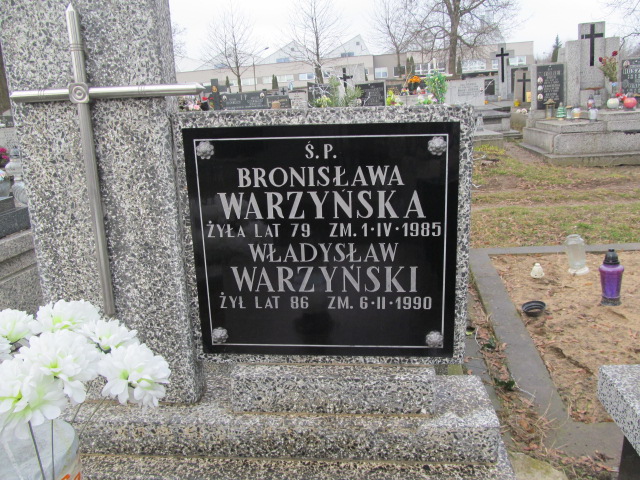 Ś.P.
BRONISŁAWA
WARZYŃSKA
ŻYŁA LAT 79 ZM. 1·IV·1985
WŁADYSŁAW
WARZYŃSKI
ŻYŁ LAT 86 ZM. 6·II·1990